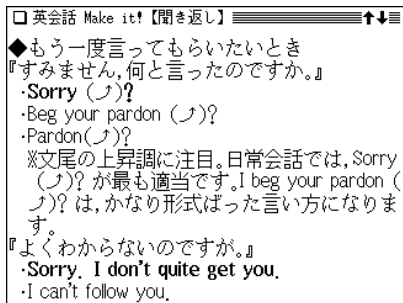 □ 英会話 Make it!【聞き返し】
◆もう一度言ってもらいたいとき
『すみません,何と言ったのですか。』
·Sorry (⤴)?
·Beg your pardon (⤴)?
·Pardon(⤴)?
※文尾の上昇調に注目。日常会話では,Sorry
(⤴)? が最も適当です。I beg your pardon (
⤴)? は,かなり形式ばった言い方になりま
す。
『よくわからないのですが。』
·Sorry. I don't quite get you.
·I can't follow you.